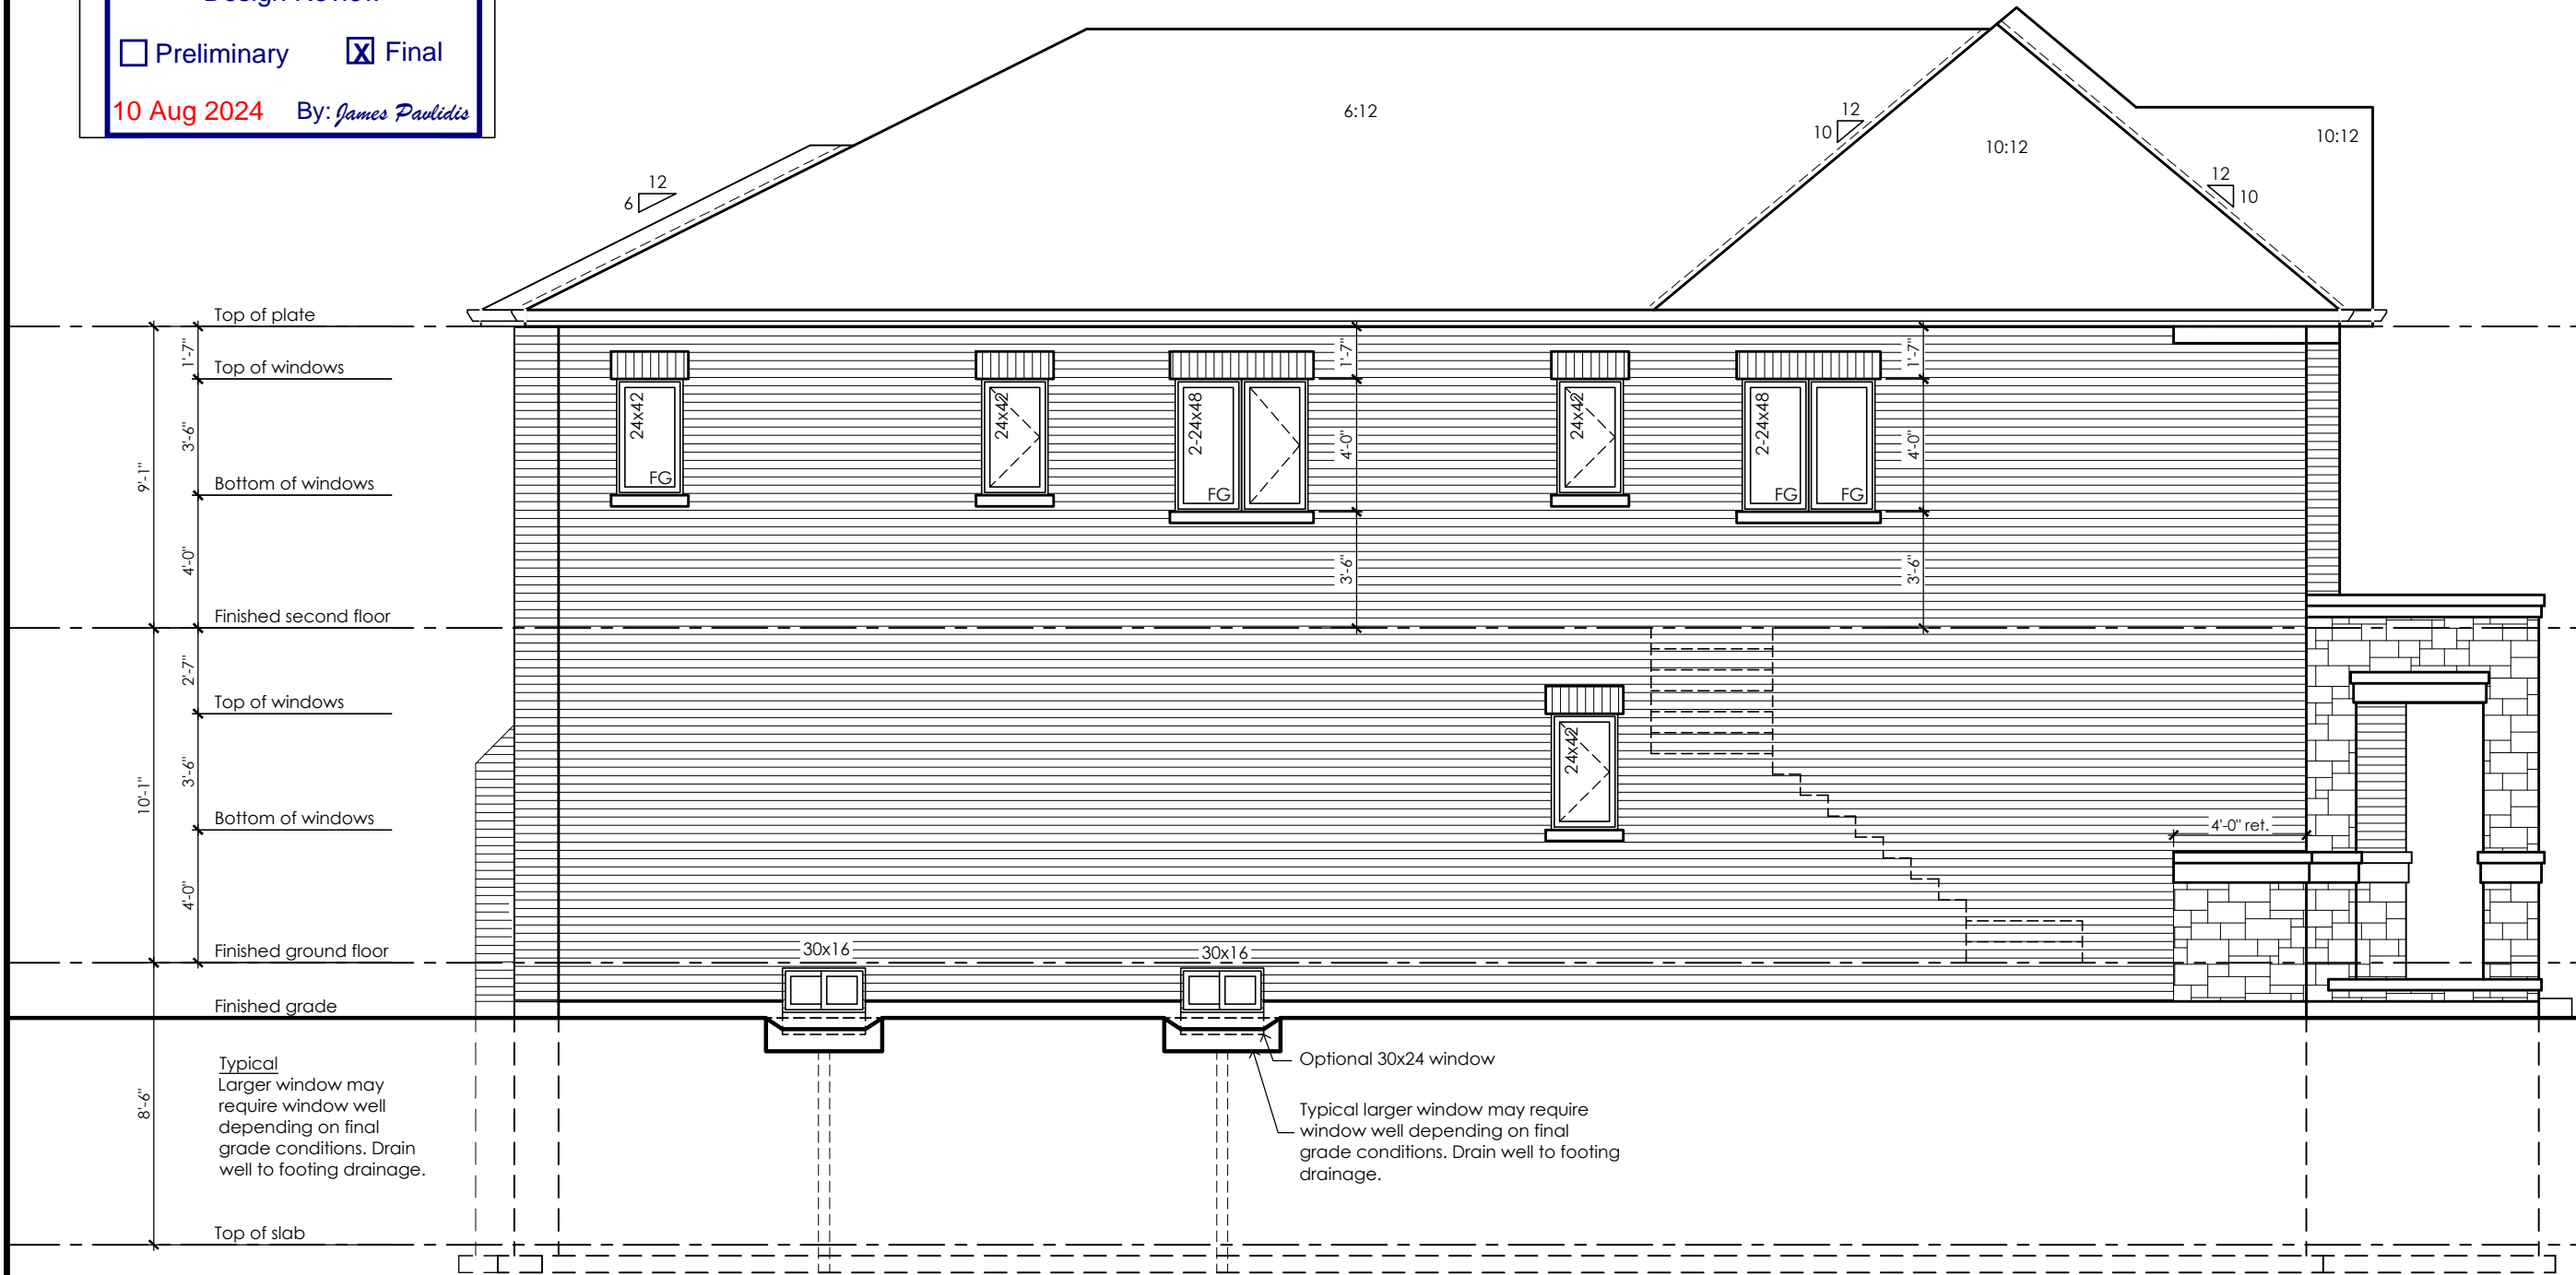 Design Review
Preliminary
X Final
10 Aug 2024 By: James Pavlidis
6:12
12
10
10:12
10:12
12
10
12
6
Top of plate
1'-7"
Top of windows
3'-6"
Bottom of windows
9'-1"
4'-0"
Finished second floor
2'-7"
Top of windows
3'-6"
Bottom of windows
10'-1"
4'-0"
Finished ground floor
Finished grade
8'-6"
Top of slab
24x42
FG
24x42
2-24x48
FG
1'-7"
4'-0"
3'-6"
24x42
2-24x48
FG
FG
1'-7"
4'-0"
3'-6"
24x42
4'-0" ret.
30x16
30x16
Typical
Larger window may
require window well
depending on final
grade conditions. Drain
well to footing drainage.
Optional 30x24 window
Typical larger window may require
window well depending on final
grade conditions. Drain well to footing
drainage.